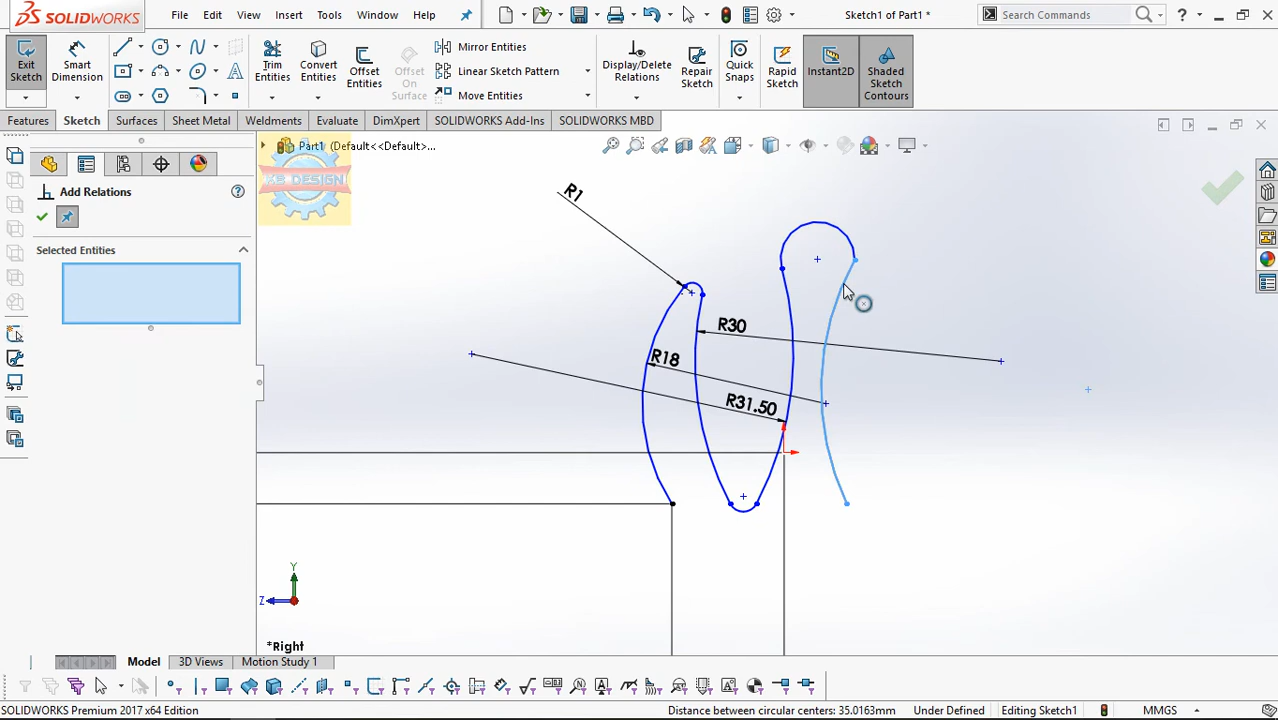 SOLIDWORKS File Edit View Insert Tools Window Help Sketch1 of Part1 * Search Commands ?
Exit Sketch Smart Dimension Trim Entities Convert Entities Offset Entities Offset On Surface Mirror Entities Linear Sketch Pattern Move Entities Display/Delete Relations Repair Sketch Quick Snaps Rapid Sketch Instant2D Shaded Sketch Contours
Features Sketch Surfaces Sheet Metal Weldments Evaluate DimXpert SOLIDWORKS Add-Ins SOLIDWORKS MBD
Part1 (Default<<Default>...
KB DESIGN
Add Relations
Selected Entities
R1
R30
R18
R31.50
Y
Z
*Right
Model 3D Views Motion Study 1
SOLIDWORKS Premium 2017 x64 Edition Distance between circular centers: 35.0163mm Under Defined Editing Sketch1 MMGS